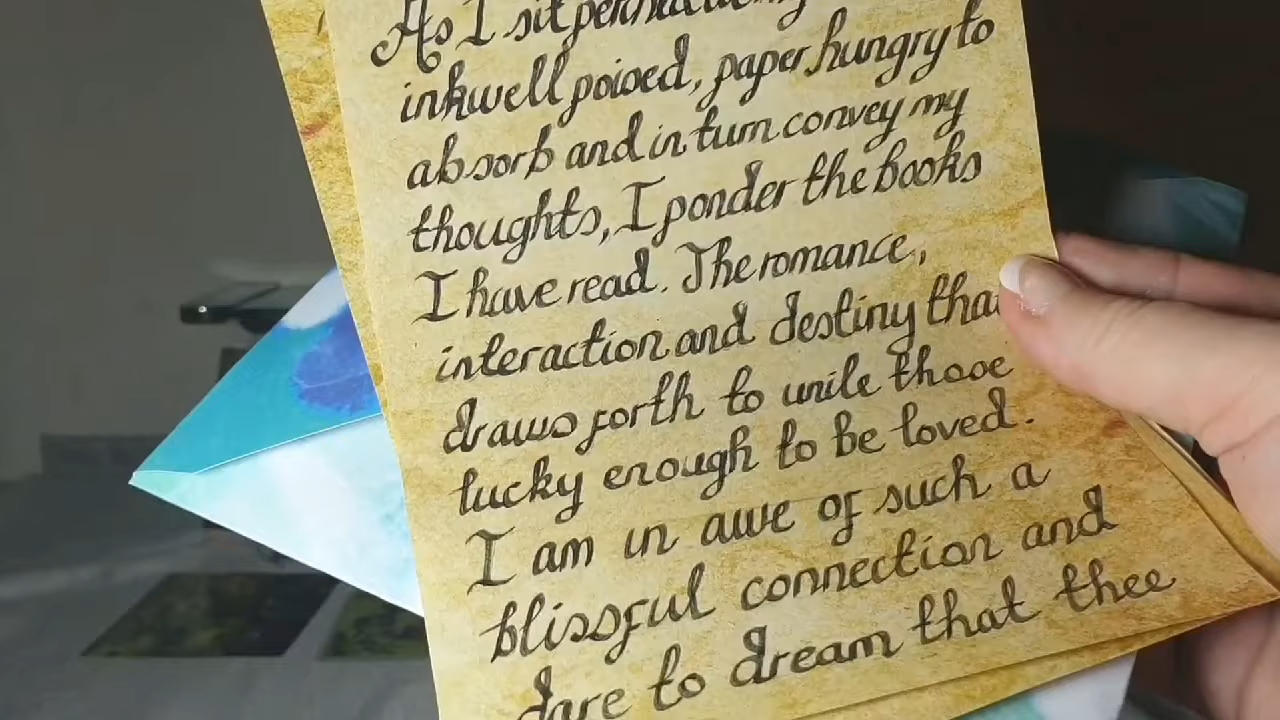 As I sit
inkwell poised, paper hungry to
absorb and in turn convey my
thoughts, I ponder the books
I have read. The romance,
interaction and destiny that
draws forth to unite those
lucky enough to be loved.
I am in awe of such a
blissful connection and
dare to dream that thee